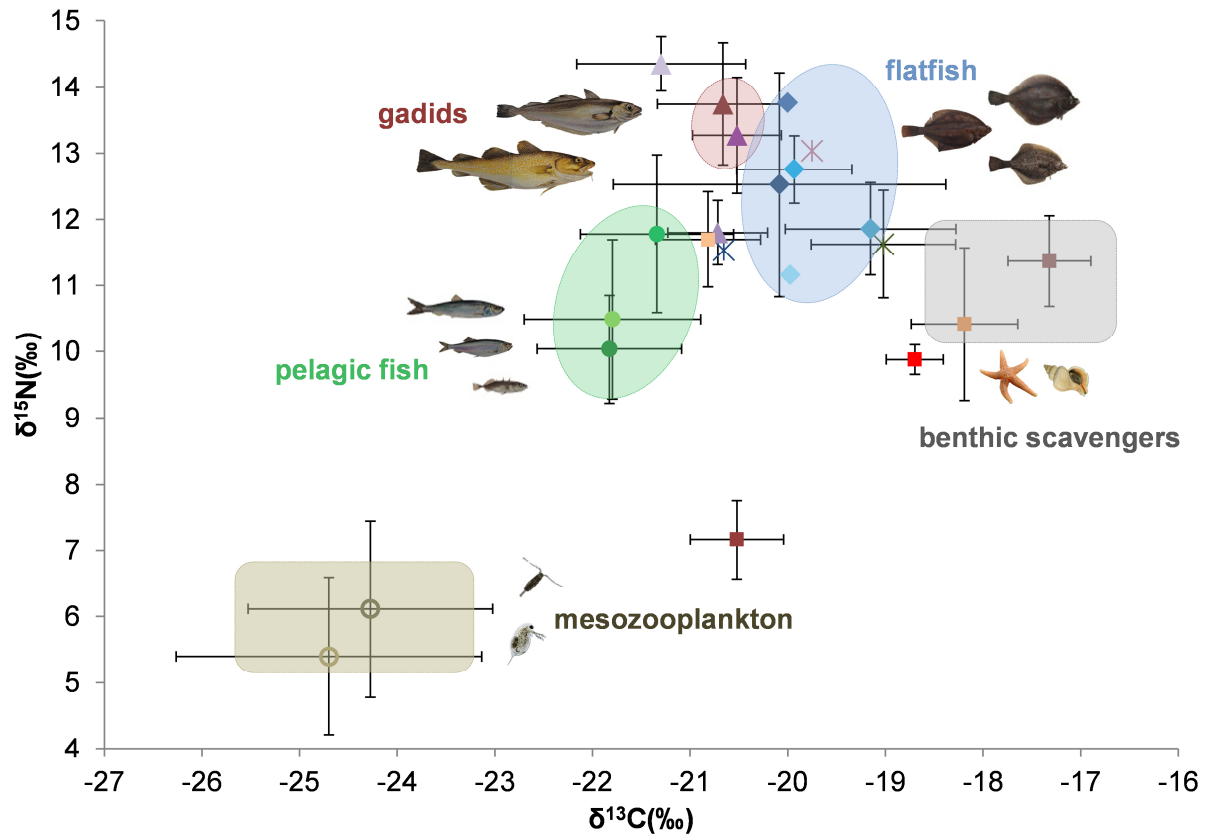 15
14
13
12
11
10
9
8
7
6
5
4
δ¹⁵N(‰)
gadids
flatfish
pelagic fish
benthic scavengers
mesozooplankton
-27 -26 -25 -24 -23 -22 -21 -20 -19 -18 -17 -16
δ¹³C(‰)